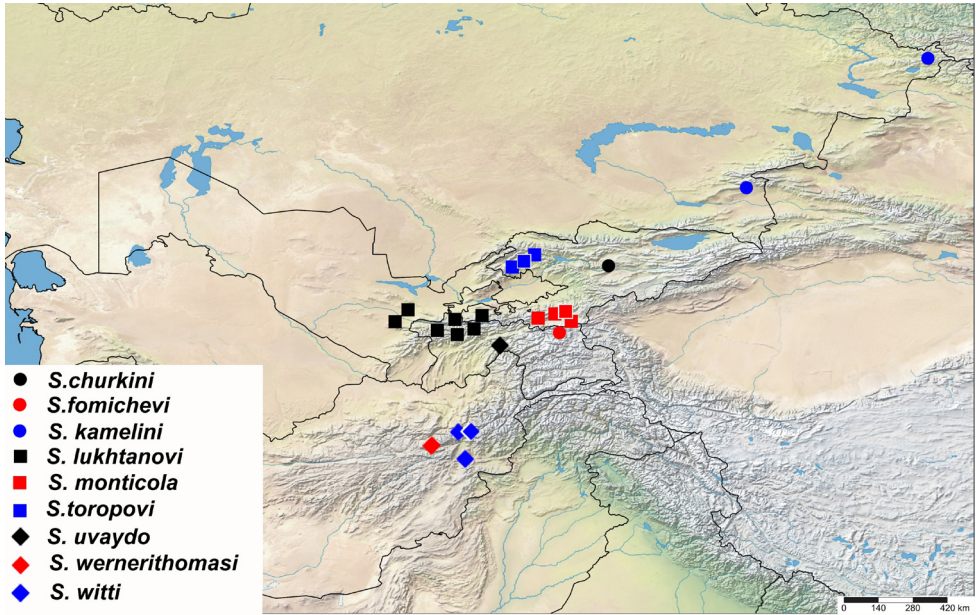 S.churkini
S.fomichevi
S. kamelini
S. lukhtanovi
S. monticola
S.toropovi
S. uvaydo
S. wernerithomasi
S. witti
0 140 280 420 km